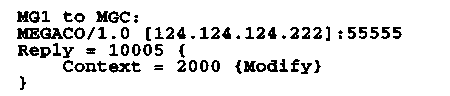 MG1 to MGC:
MEGACO/1.0 [124.124.124.222]:55555
Reply = 10005 {
    Context = 2000 {Modify}
}